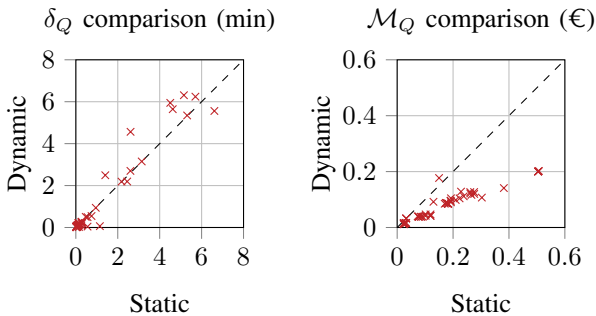 δ_Q comparison (min)
8
6
4
2
0
0 2 4 6 8
Dynamic
Static
ℳ_Q comparison (€)
0.6
0.4
0.2
0
0 0.2 0.4 0.6
Dynamic
Static